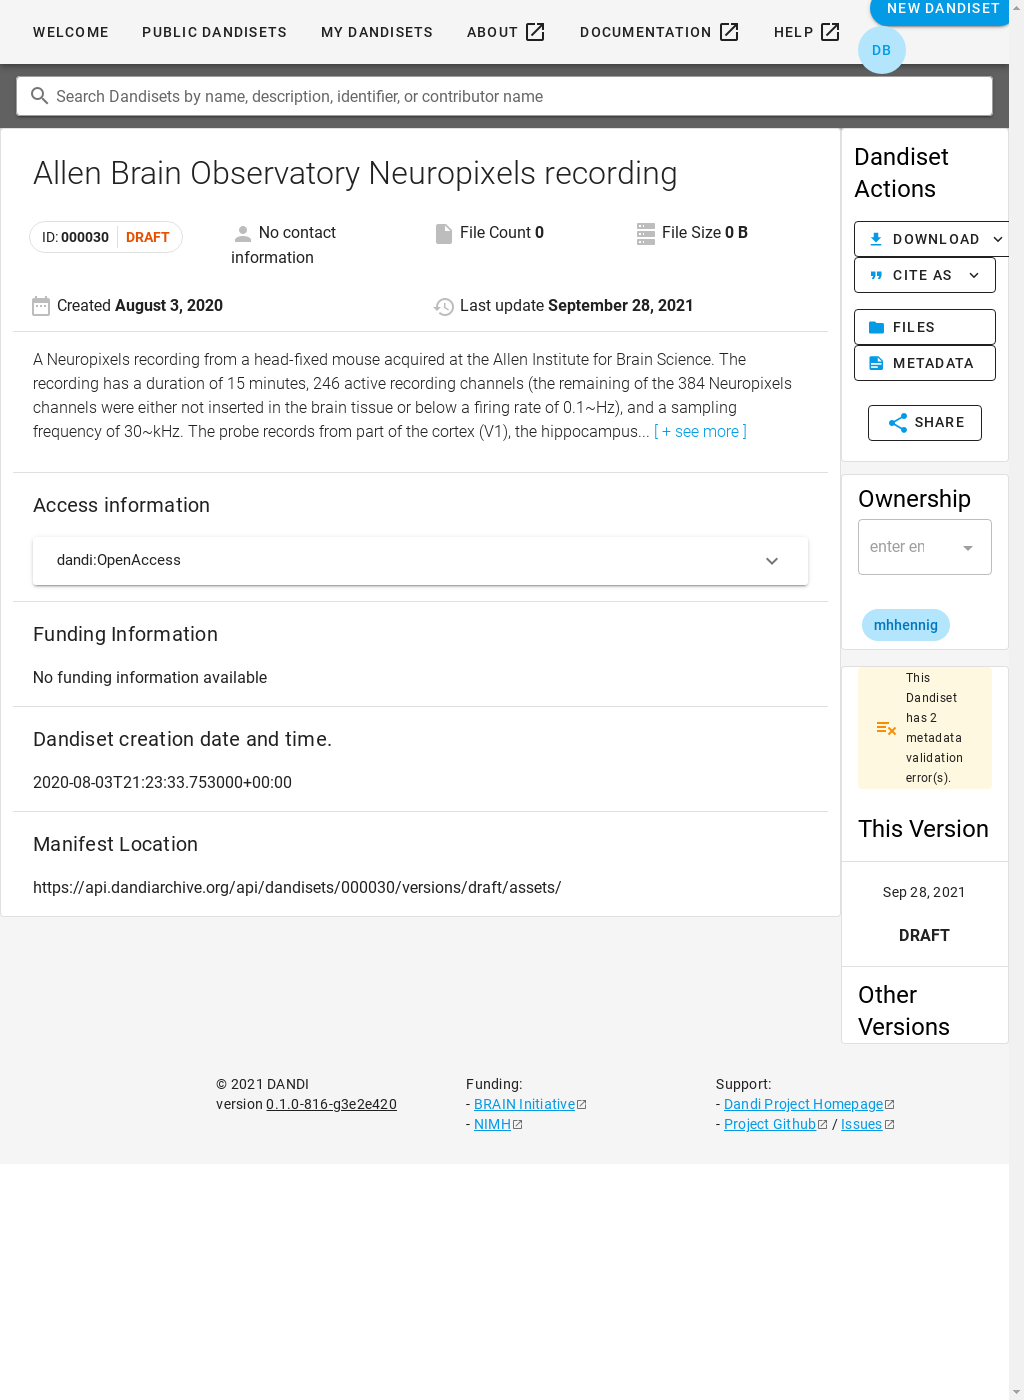 WELCOME PUBLIC DANDISETS MY DANDISETS ABOUT DOCUMENTATION HELP NEW DANDISET
DB
Search Dandisets by name, description, identifier, or contributor name
Allen Brain Observatory Neuropixels recording
ID: 000030 DRAFT
No contact information
File Count 0
File Size 0 B
Created August 3, 2020
Last update September 28, 2021
A Neuropixels recording from a head-fixed mouse acquired at the Allen Institute for Brain Science. The
recording has a duration of 15 minutes, 246 active recording channels (the remaining of the 384 Neuropixels
channels were either not inserted in the brain tissue or below a firing rate of 0.1~Hz), and a sampling
frequency of 30~kHz. The probe records from part of the cortex (V1), the hippocampus... [ + see more ]
Access information
dandi:OpenAccess
Funding Information
No funding information available
Dandiset creation date and time.
2020-08-03T21:23:33.753000+00:00
Manifest Location
https://api.dandiarchive.org/api/dandisets/000030/versions/draft/assets/
Dandiset
Actions
DOWNLOAD
CITE AS
FILES
METADATA
SHARE
Ownership
enter en
mhhennig
This
Dandiset
has 2
metadata
validation
error(s).
This Version
Sep 28, 2021
DRAFT
Other
Versions
© 2021 DANDI
version 0.1.0-816-g3e2e420
Funding:
- BRAIN Initiative
- NIMH
Support:
- Dandi Project Homepage
- Project Github / Issues